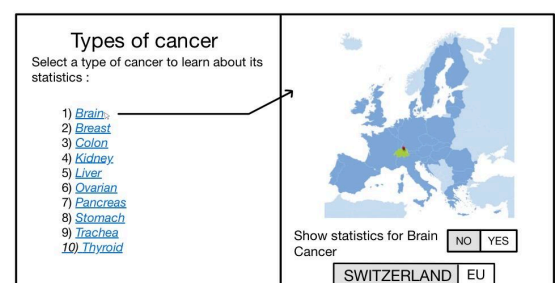 Types of cancer
Select a type of cancer to learn about its
statistics :
1) Brain
2) Breast
3) Colon
4) Kidney
5) Liver
6) Ovarian
7) Pancreas
8) Stomach
9) Trachea
10) Thyroid
Show statistics for Brain
Cancer
NO YES
SWITZERLAND EU